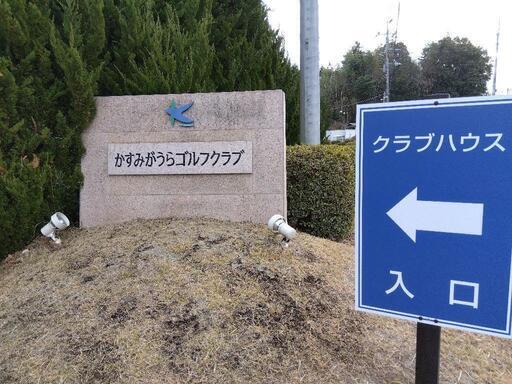 かすみがうらゴルフクラブ
クラブハウス
入口